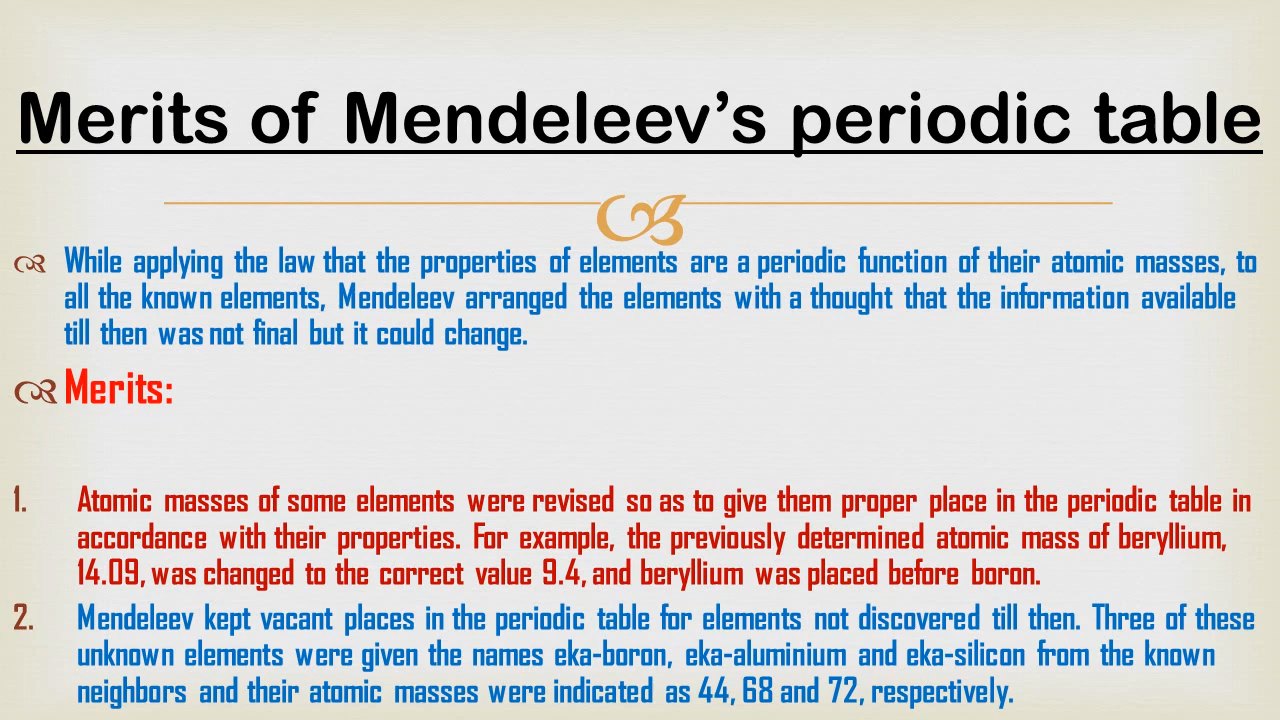 Merits of Mendeleev’s periodic table
While applying the law that the properties of elements are a periodic function of their atomic masses, to
all the known elements, Mendeleev arranged the elements with a thought that the information available
till then was not final but it could change.
Merits:
1. Atomic masses of some elements were revised so as to give them proper place in the periodic table in
accordance with their properties. For example, the previously determined atomic mass of beryllium,
14.09, was changed to the correct value 9.4, and beryllium was placed before boron.
2. Mendeleev kept vacant places in the periodic table for elements not discovered till then. Three of these
unknown elements were given the names eka-boron, eka-aluminium and eka-silicon from the known
neighbors and their atomic masses were indicated as 44, 68 and 72, respectively.